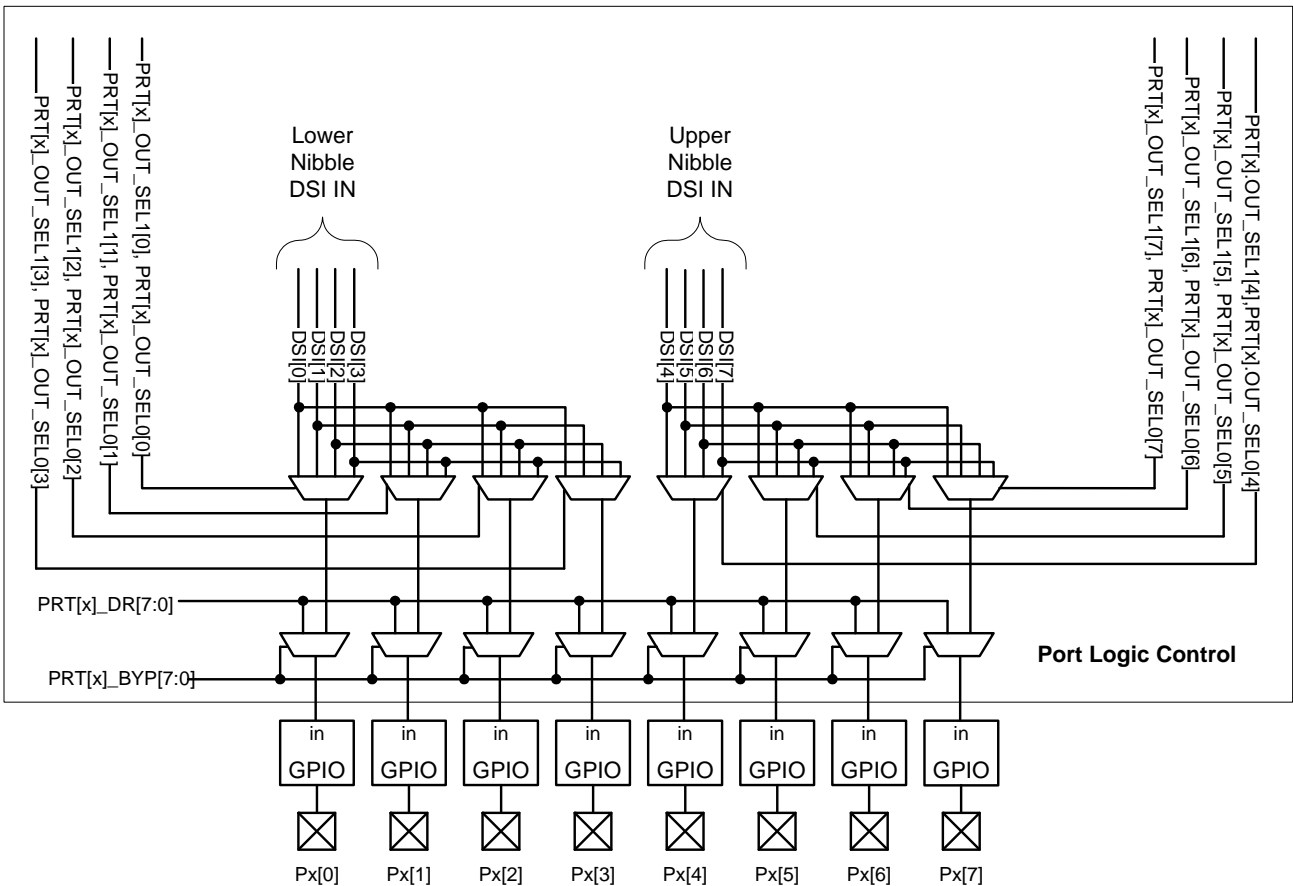 PRT[x]_OUT_SEL1[3], PRT[x]_OUT_SEL0[3]
PRT[x]_OUT_SEL1[2], PRT[x]_OUT_SEL0[2]
PRT[x]_OUT_SEL1[1], PRT[x]_OUT_SEL0[1]
PRT[x]_OUT_SEL1[0], PRT[x]_OUT_SEL0[0]
Lower
Nibble
DSI IN
Upper
Nibble
DSI IN
PRT[x]_OUT_SEL1[7], PRT[x]_OUT_SEL0[7]
PRT[x]_OUT_SEL1[6], PRT[x]_OUT_SEL0[6]
PRT[x]_OUT_SEL1[5], PRT[x]_OUT_SEL0[5]
PRT[x].OUT_SEL1[4],PRT[x].OUT_SEL0[4]
DSI[0]
DSI[1]
DSI[2]
DSI[3]
DSI[4]
DSI[5]
DSI[6]
DSI[7]
PRT[x]_DR[7:0]
PRT[x]_BYP[7:0]
Port Logic Control
in in in in in in in in
GPIO GPIO GPIO GPIO GPIO GPIO GPIO GPIO
Px[0] Px[1] Px[2] Px[3] Px[4] Px[5] Px[6] Px[7]